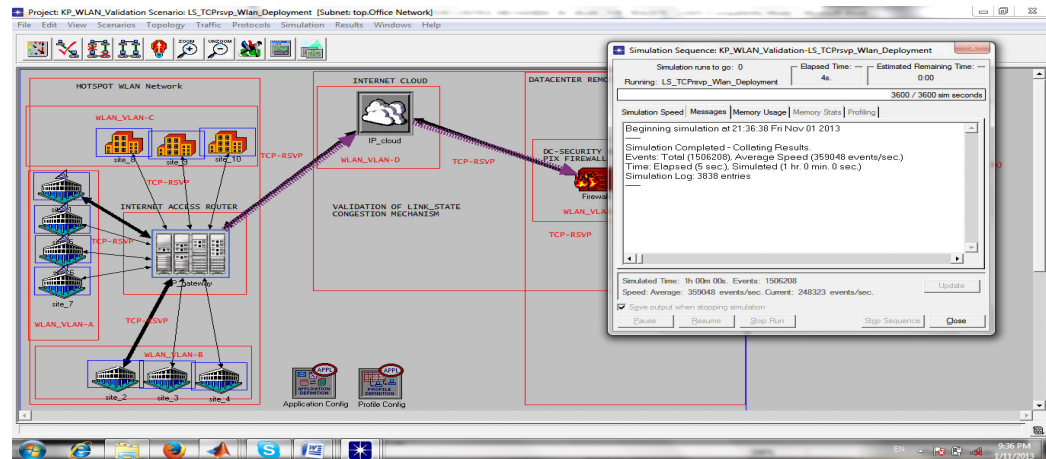 Project: KP_WLAN_Validation Scenario: LS_TCPrsvp_Wlan_Deployment [Subnet: top.Office Network]
File Edit View Scenarios Topology Traffic Protocols Simulation Results Windows Help
ZOOM
UNZOOM
HOTSPOT WLAN Network
WLAN_VLAN-C
site_8
site_9
site_10
TCP-RSVP
TCP-RSVP
INTERNET ACCESS ROUTER
TCP-RSVP
site_7
WLAN_VLAN-A
TCP-RSVP
WLAN_VLAN-B
site_2
site_3
site_4
INTERNET CLOUD
IP_cloud
WLAN_VLAN-D
TCP-RSVP
VALIDATION OF LINK_STATE
CONGESTION MECHANISM
APPL
APPLICATION
DEFINITION
Application Config
APPL
PROFILE
DEFINITION
Profile Config
DATACENTER
DC-SECURITY
PIX FIREWALL
TCP-RSVP
Simulation Sequence: KP_WLAN_Validation-LS_TCPrsvp_Wlan_Deployment
Simulation runs to go: 0
Running: LS_TCPrsvp_Wlan_Deployment
Elapsed Time:
4s.
Estimated Remaining Time:
0:00
3600 / 3600 sim seconds
Simulation Speed Messages Memory Usage Memory Stats Profiling
Beginning simulation at 21:36:38 Fri Nov 01 2013
----
Simulation Completed - Collating Results.
Events: Total (1506208), Average Speed (359048 events/sec.)
Time: Elapsed (5 sec.), Simulated (1 hr. 0 min. 0 sec.)
Simulation Log: 3838 entries
----
Simulated Time: 1h 00m 00s. Events: 1506208
Speed: Average: 359048 events/sec. Current: 248323 events/sec.
Update
Save output when stopping simulation
Pause
Resume
Stop Run
Stop Sequence
Close
EN
9:36 PM
1/11/2013